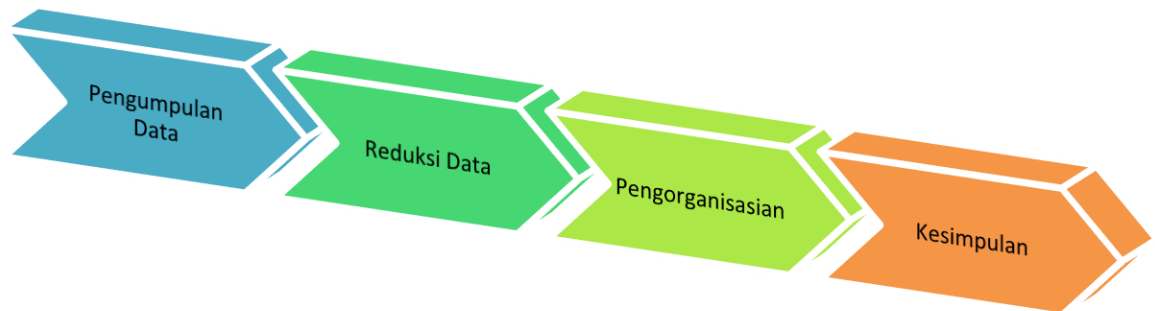 Pengumpulan
Data
Reduksi Data
Pengorganisasian
Kesimpulan